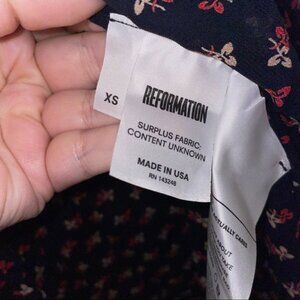 XS
REFORMATION
SURPLUS FABRIC:
CONTENT UNKNOWN
MADE IN USA
RN 143248